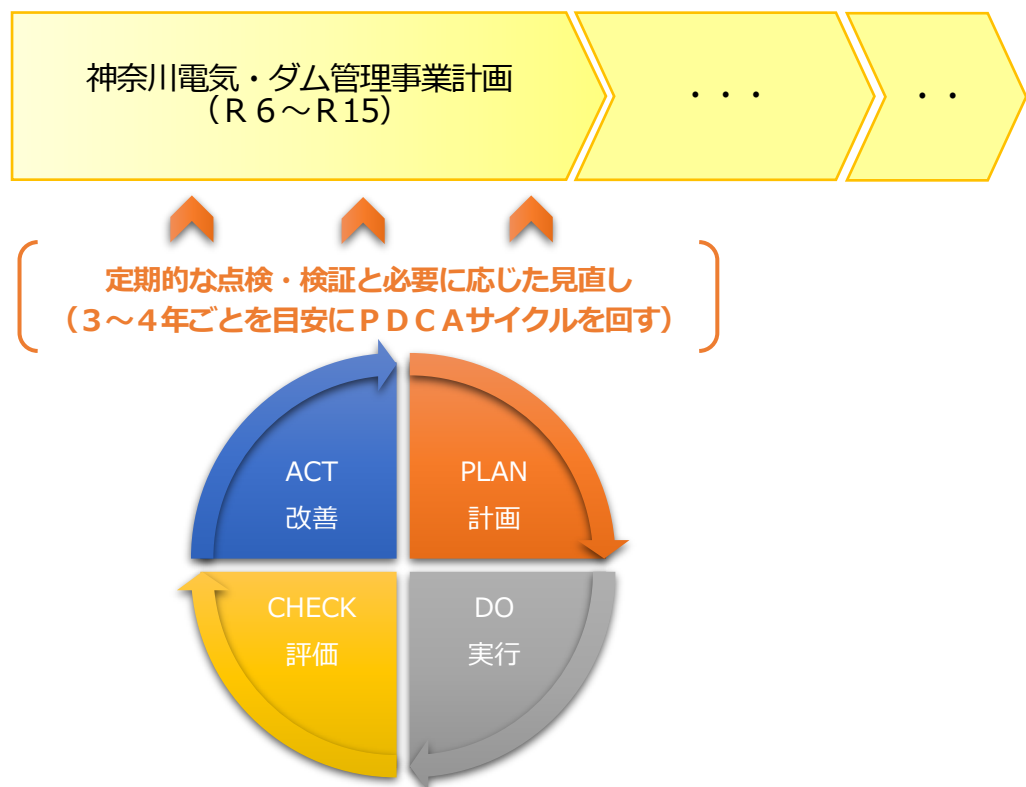 神奈川電気・ダム管理事業計画
（Ｒ６～Ｒ15）
・・・
・・
定期的な点検・検証と必要に応じた見直し
（３～４年ごとを目安にＰＤＣＡサイクルを回す）
ACT
改善
PLAN
計画
CHECK
評価
DO
実行